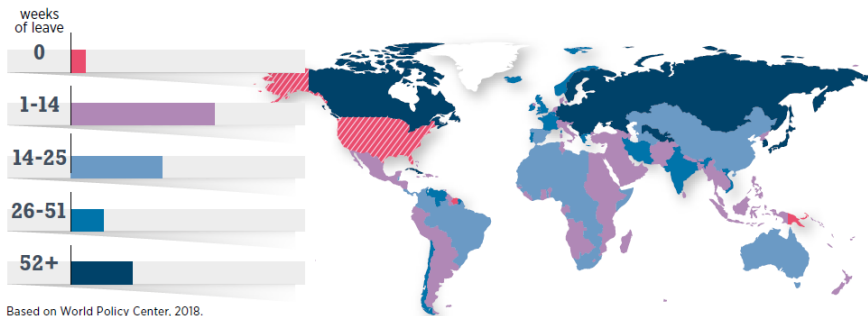 weeks
of leave
0
1-14
14-25
26-51
52+
Based on World Policy Center, 2018.